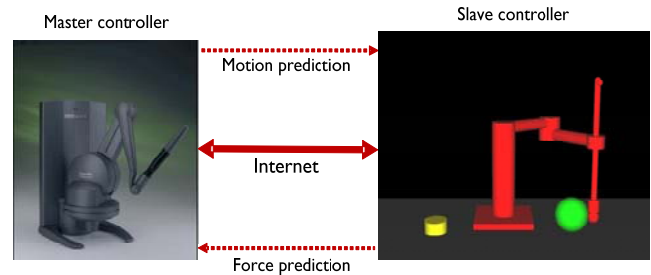 Master controller
Slave controller
Motion prediction
Internet
Force prediction